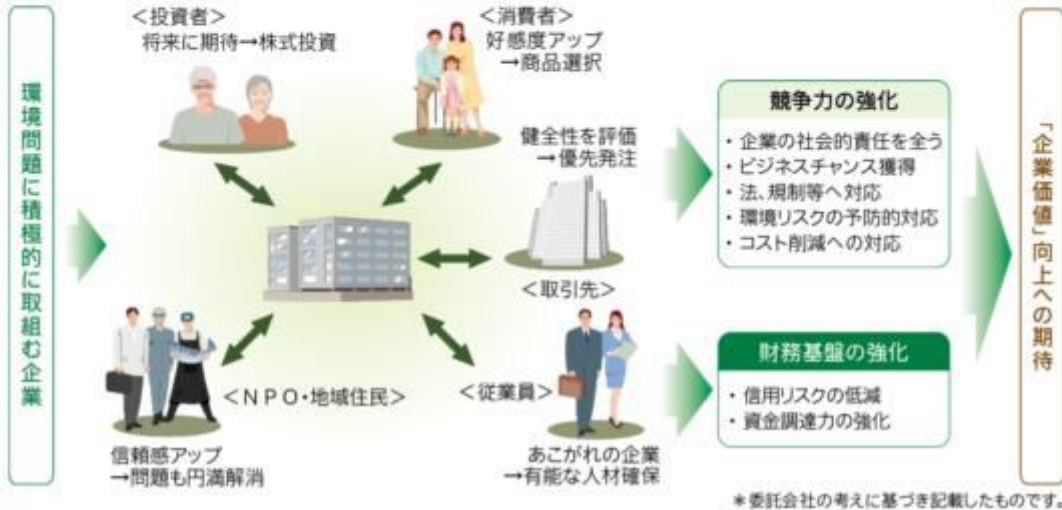 環境問題に積極的に取組む企業
＜投資者＞
将来に期待→株式投資
＜消費者＞
好感度アップ
→商品選択
健全性を評価
→優先発注
＜取引先＞
＜NPO・地域住民＞
信頼感アップ
→問題も円満解消
＜従業員＞
あこがれの企業
→有能な人材確保
競争力の強化
・企業の社会的責任を全う
・ビジネスチャンス獲得
・法、規制等へ対応
・環境リスクの予防的対応
・コスト削減への対応
財務基盤の強化
・信用リスクの低減
・資金調達力の強化
「企業価値」向上への期待
＊委託会社の考えに基づき記載したものです。